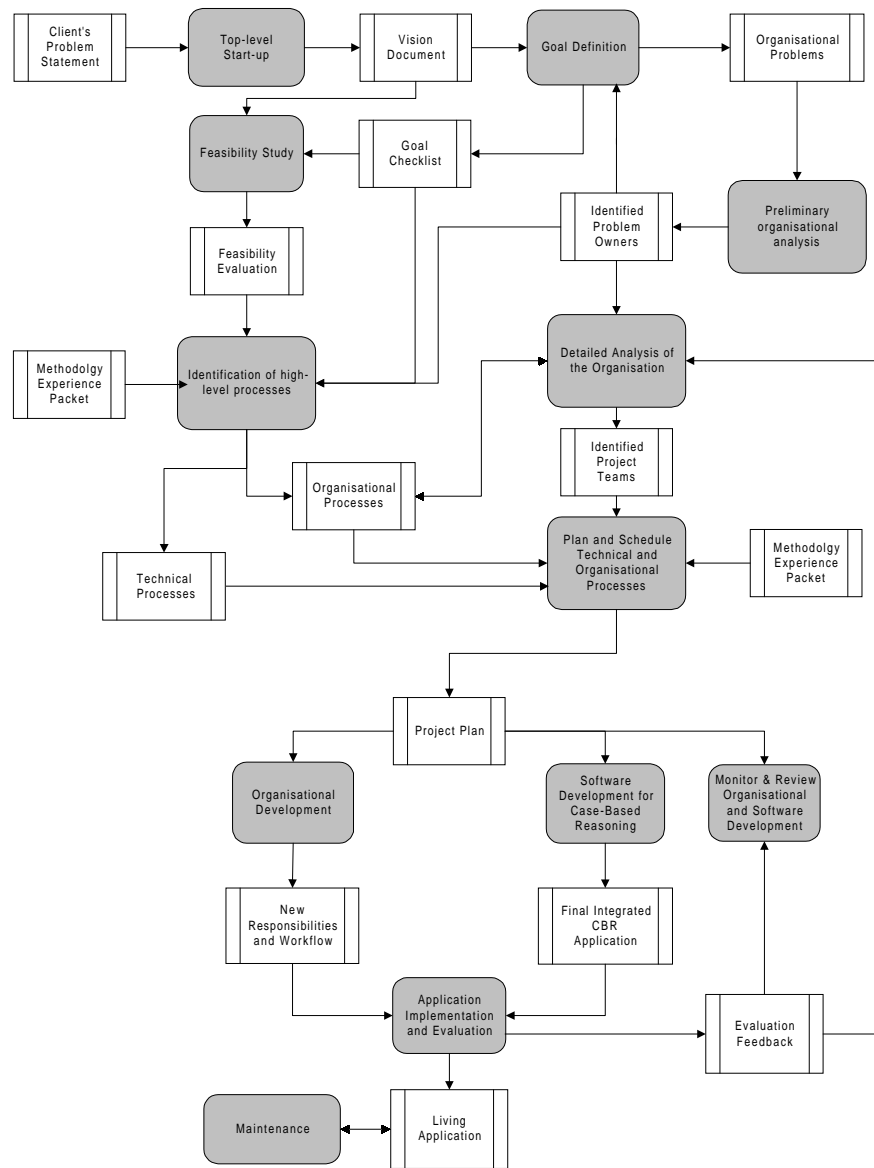 Client's
Problem
Statement
Top-level
Start-up
Vision
Document
Goal Definition
Organisational
Problems
Feasibility Study
Goal
Checklist
Identified
Problem
Owners
Preliminary
organisational
analysis
Feasibility
Evaluation
Methodolgy
Experience
Packet
Identification of high-
level processes
Detailed Analysis of
the Organisation
Organisational
Processes
Identified
Project
Teams
Technical
Processes
Plan and Schedule
Technical and
Organisational
Processes
Methodolgy
Experience
Packet
Project Plan
Organisational
Development
Software
Development for
Case-Based
Reasoning
Monitor & Review
Organisational
and Software
Development
New
Responsibilities
and Workflow
Final Integrated
CBR
Application
Application
Implementation
and Evaluation
Evaluation
Feedback
Maintenance
Living
Application